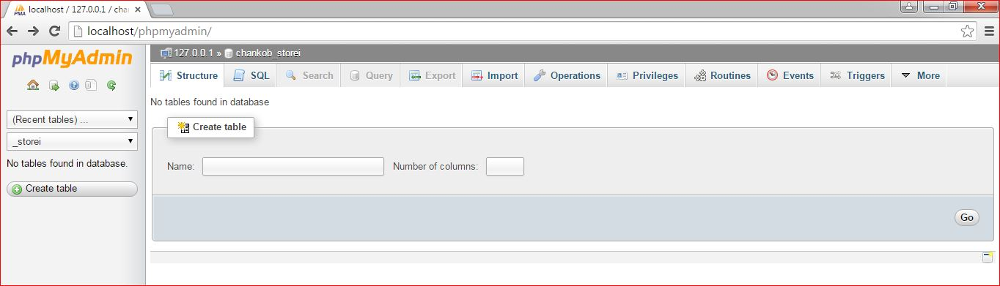 localhost / 127.0.0.1 / cha
localhost/phpmyadmin/
phpMyAdmin
127.0.0.1 » chankob_storei
Structure SQL Search Query Export Import Operations Privileges Routines Events Triggers More
(Recent tables) ...
_storei
No tables found in database.
Create table
No tables found in database
Create table
Name: Number of columns:
Go